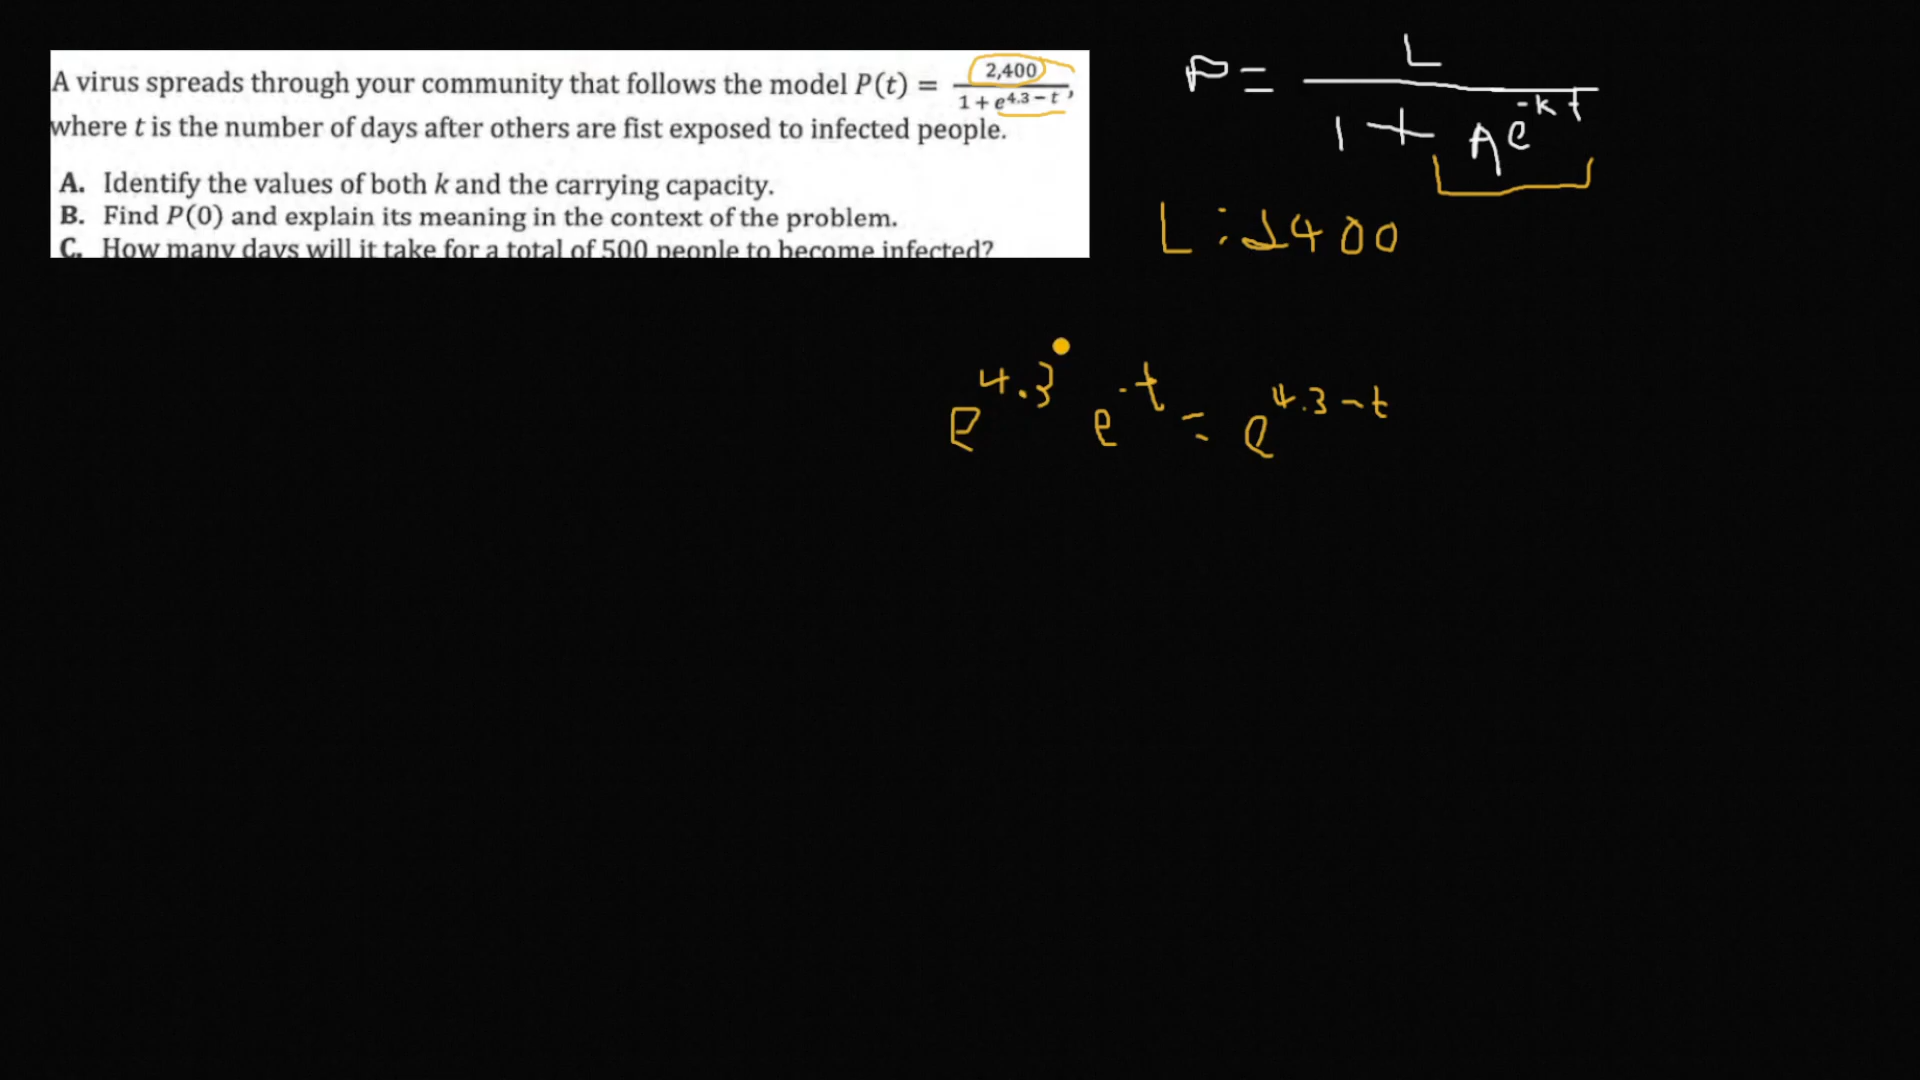 A virus spreads through your community that follows the model P(t) = 2,400 / 1 + e^4.3 – t,
where t is the number of days after others are fist exposed to infected people.
A. Identify the values of both k and the carrying capacity.
B. Find P(0) and explain its meaning in the context of the problem.
C. How many days will it take for a total of 500 people to become infected?
P = L / 1 + Ae^-kt
L : 2400
e^4.3 e^-t = e^4.3-t